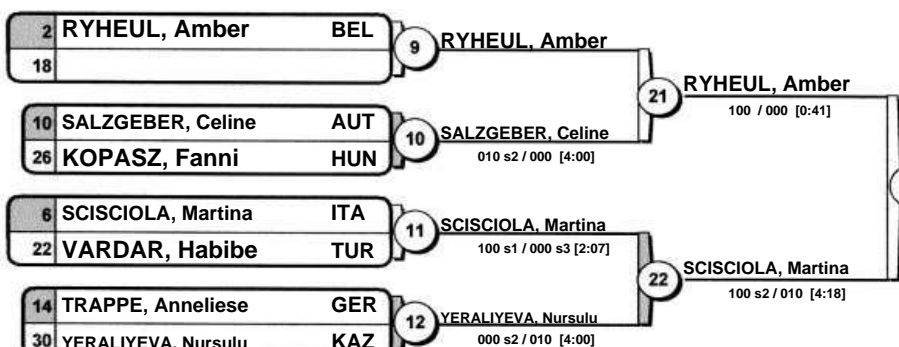 2 RYHEUL, Amber BEL
18
9
RYHEUL, Amber
10 SALZGEBER, Celine AUT
26 KOPASZ, Fanni HUN
10
SALZGEBER, Celine
010 s2 / 000 [4:00]
21
RYHEUL, Amber
100 / 000 [0:41]
6 SCISCIOLA, Martina ITA
22 VARDAR, Habibe TUR
11
SCISCIOLA, Martina
100 s1 / 000 s3 [2:07]
14 TRAPPE, Anneliese GER
30 YERALIYEVA, Nursulu KAZ
12
YERALIYEVA, Nursulu
000 s2 / 010 [4:00]
22
SCISCIOLA, Martina
100 s2 / 010 [4:18]